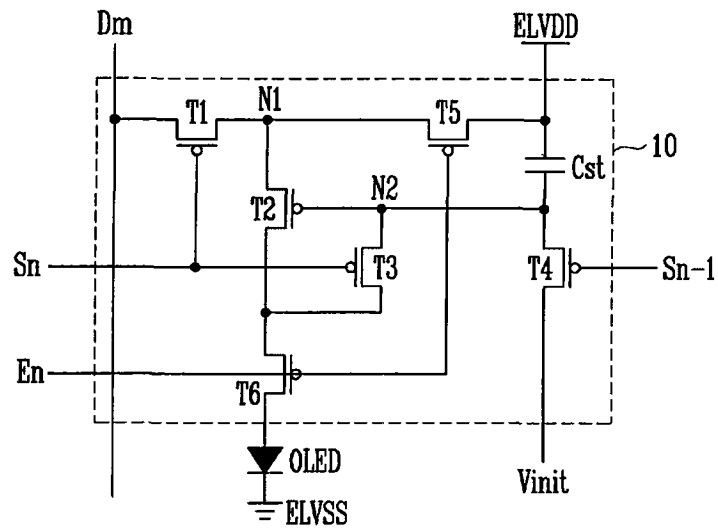 Dm
ELVDD
T1
N1
T5
10
Cst
T2
N2
Sn
T3
T4
Sn-1
En
T6
OLED
Vinit
ELVSS